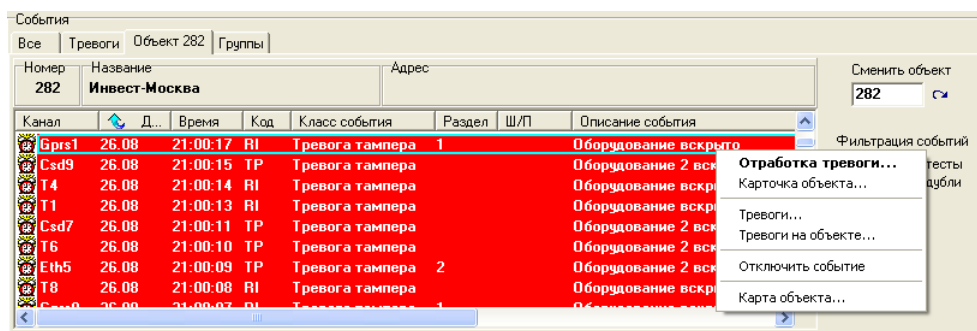 События
Все Тревоги Объект 282 Группы
Номер Название Адрес Сменить объект
282 Инвест-Москва 282
Канал Д... Время Код Класс события Раздел Ш/П Описание события
Gprs1 26.08 21:00:17 RI Тревога тампера 1 Оборудование вскрыто
Фильтрация событий
Csd9 26.08 21:00:15 TP Тревога тампера Оборудование 2 вск
Отработка тревоги...
тесты
T4 26.08 21:00:14 RI Тревога тампера Оборудование вскр
Карточка объекта...
дубли
T1 26.08 21:00:13 RI Тревога тампера Оборудование вскр
Csd7 26.08 21:00:11 TP Тревога тампера Оборудование 2 вск
Тревоги...
T6 26.08 21:00:10 TP Тревога тампера Оборудование 2 вск
Тревоги на объекте...
Eth5 26.08 21:00:09 TP Тревога тампера 2 Оборудование 2 вск
Отключить событие
T8 26.08 21:00:08 RI Тревога тампера Оборудование вскр
Карта объекта...